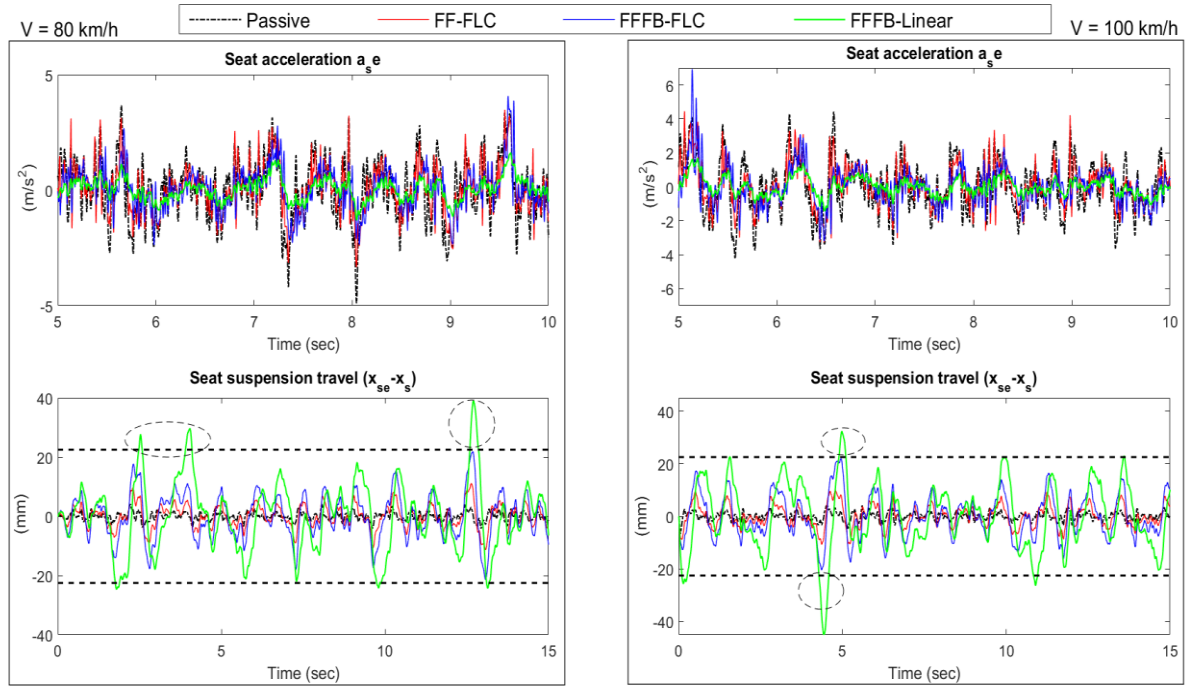 Passive FF-FLC FFFB-FLC FFFB-Linear
V = 80 km/h
V = 100 km/h
Seat acceleration a_se
5
0
-5
(m/s²)
5 6 7 8 9 10
Time (sec)
Seat suspension travel (x_se-x_s)
40
20
0
-20
-40
(mm)
0 5 10 15
Time (sec)
Seat acceleration a_se
6
4
2
0
-2
-4
-6
(m/s²)
5 6 7 8 9 10
Time (sec)
Seat suspension travel (x_se-x_s)
40
20
0
-20
-40
(mm)
0 5 10 15
Time (sec)